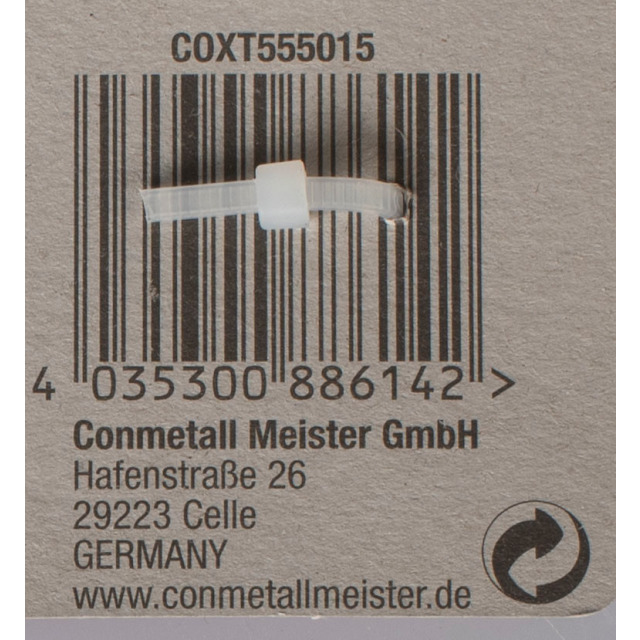 COXT555015
4 035300 886142 >
Conmetall Meister GmbH
Hafenstraße 26
29223 Celle
GERMANY
www.conmetallmeister.de